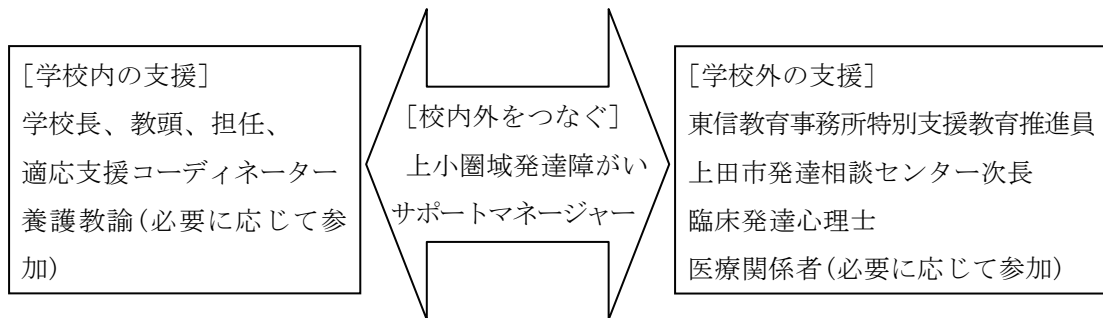 [学校内の支援]
学校長、教頭、担任、
適応支援コーディネーター
養護教諭(必要に応じて参
加)
[校内外をつなぐ]
上小圏域発達障がい
サポートマネージャー
[学校外の支援]
東信教育事務所特別支援教育推進員
上田市発達相談センター次長
臨床発達心理士
医療関係者(必要に応じて参加)